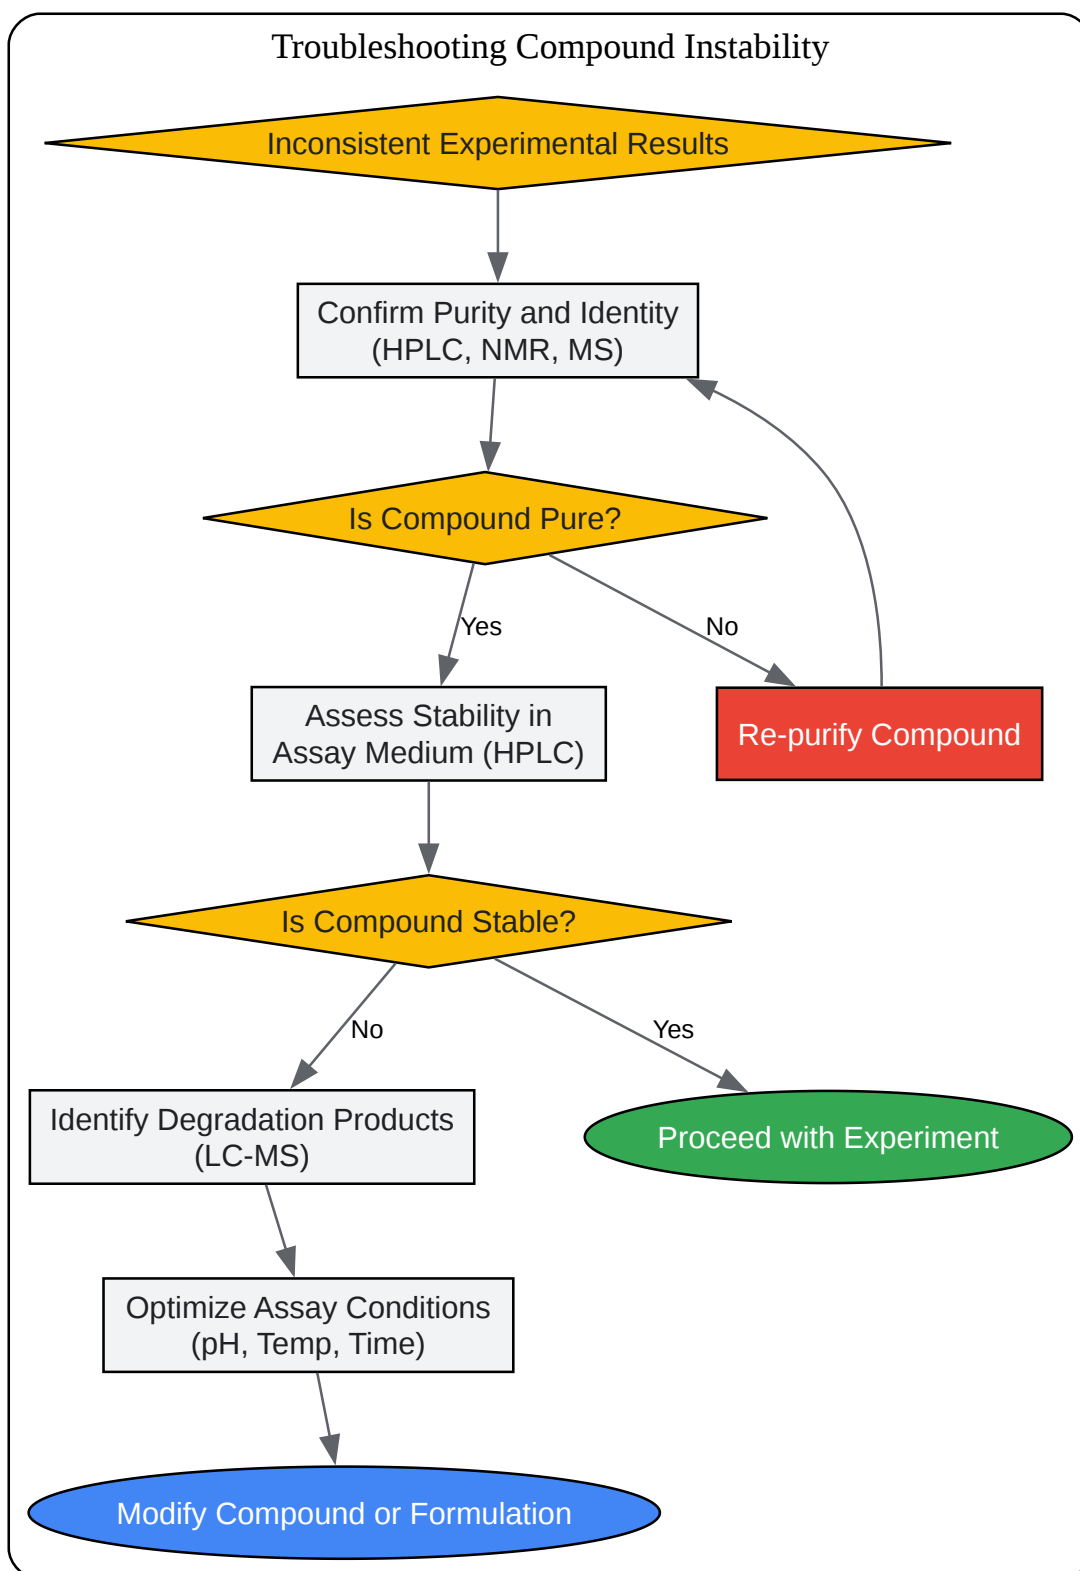 Troubleshooting Compound Instability
Inconsistent Experimental Results
Confirm Purity and Identity
(HPLC, NMR, MS)
Is Compound Pure?
Yes
No
Assess Stability in
Assay Medium (HPLC)
Re-purify Compound
Is Compound Stable?
No
Yes
Identify Degradation Products
(LC-MS)
Proceed with Experiment
Optimize Assay Conditions
(pH, Temp, Time)
Modify Compound or Formulation